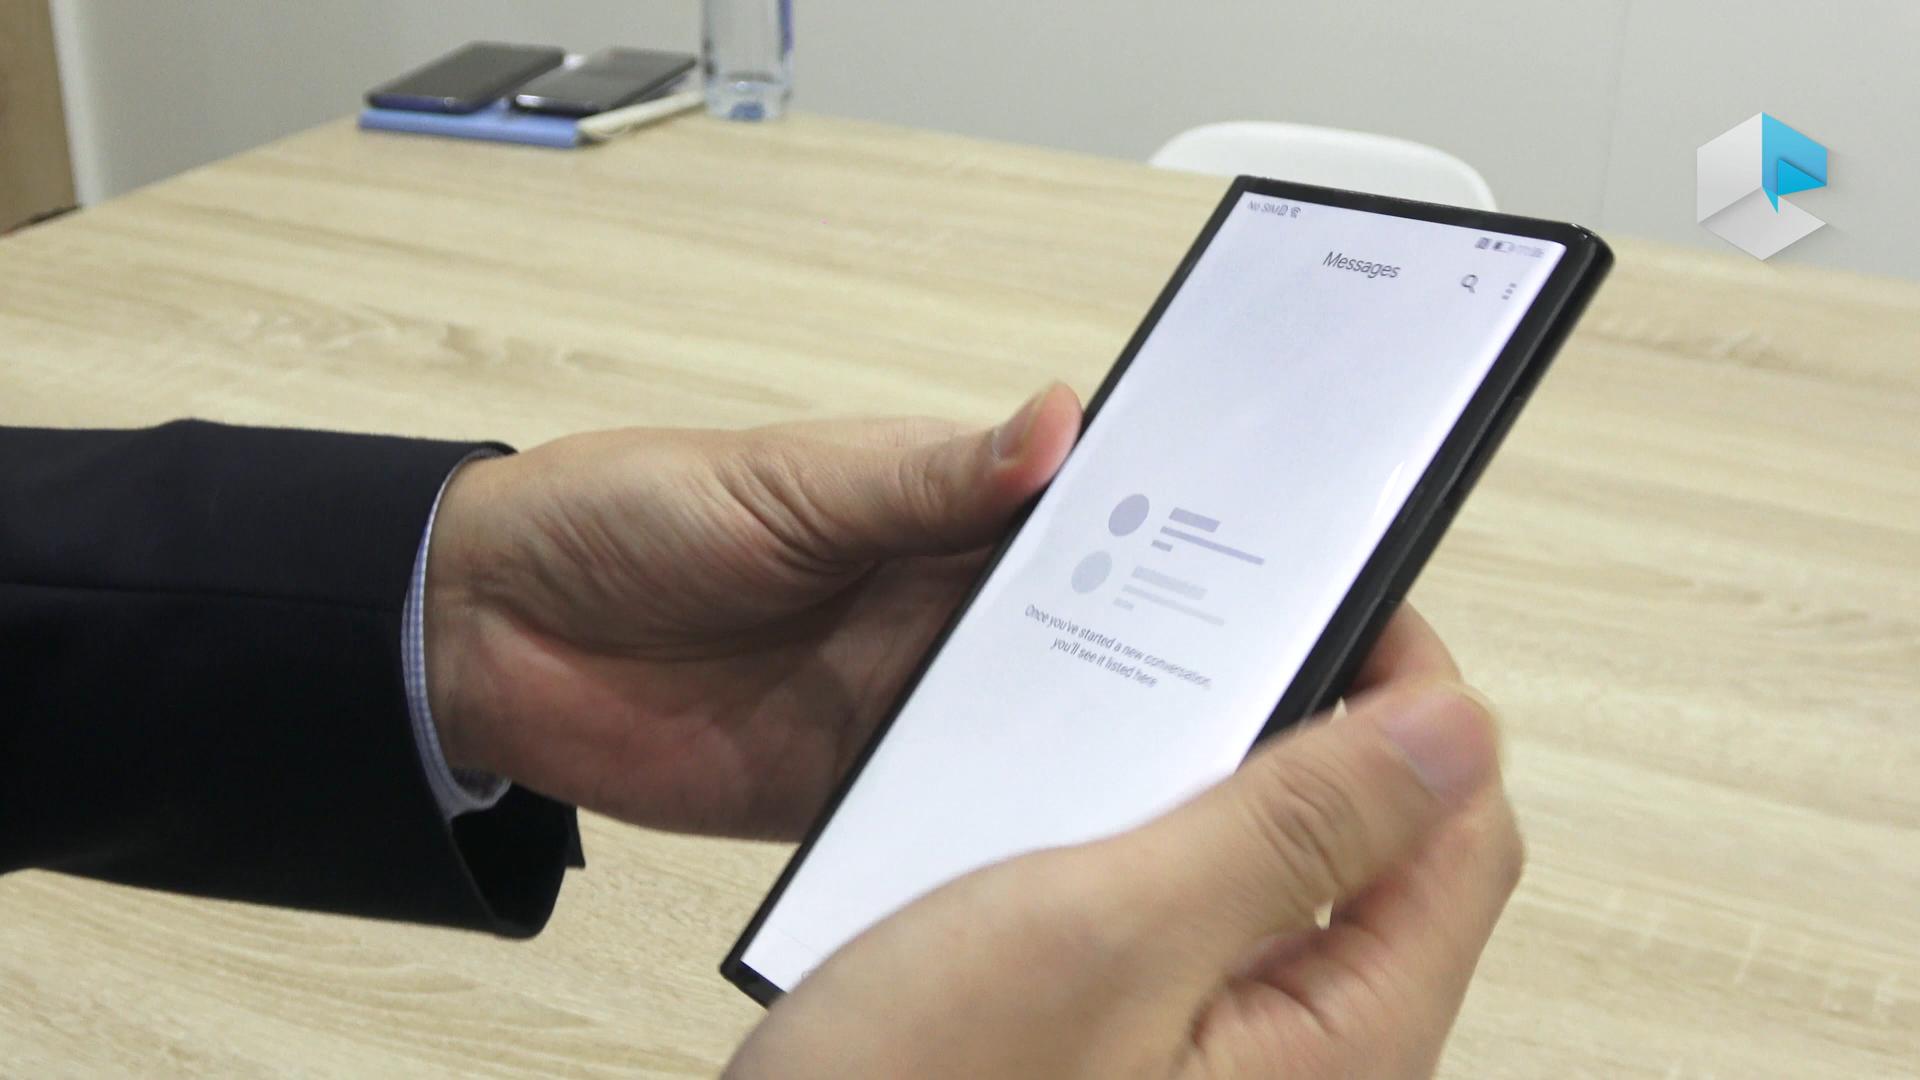 No SIM
Messages
Once you've started a new conversation,
you'll see it listed here